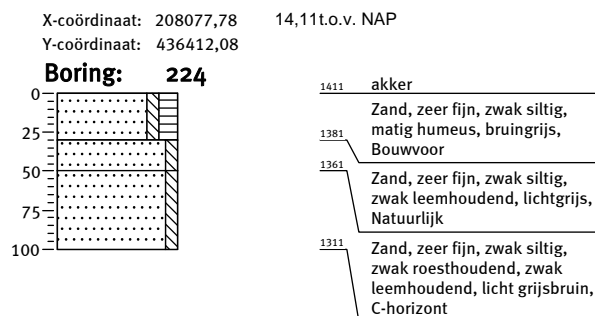 X-coördinaat: 208077,78 14,11t.o.v. NAP
Y-coördinaat: 436412,08
Boring: 224
0
25
50
75
100
1411 akker
Zand, zeer fijn, zwak siltig,
matig humeus, bruingrijs,
Bouwvoor
1381
1361
Zand, zeer fijn, zwak siltig,
zwak leemhoudend, lichtgrijs,
Natuurlijk
1311
Zand, zeer fijn, zwak siltig,
zwak roesthoudend, zwak
leemhoudend, licht grijsbruin,
C-horizont